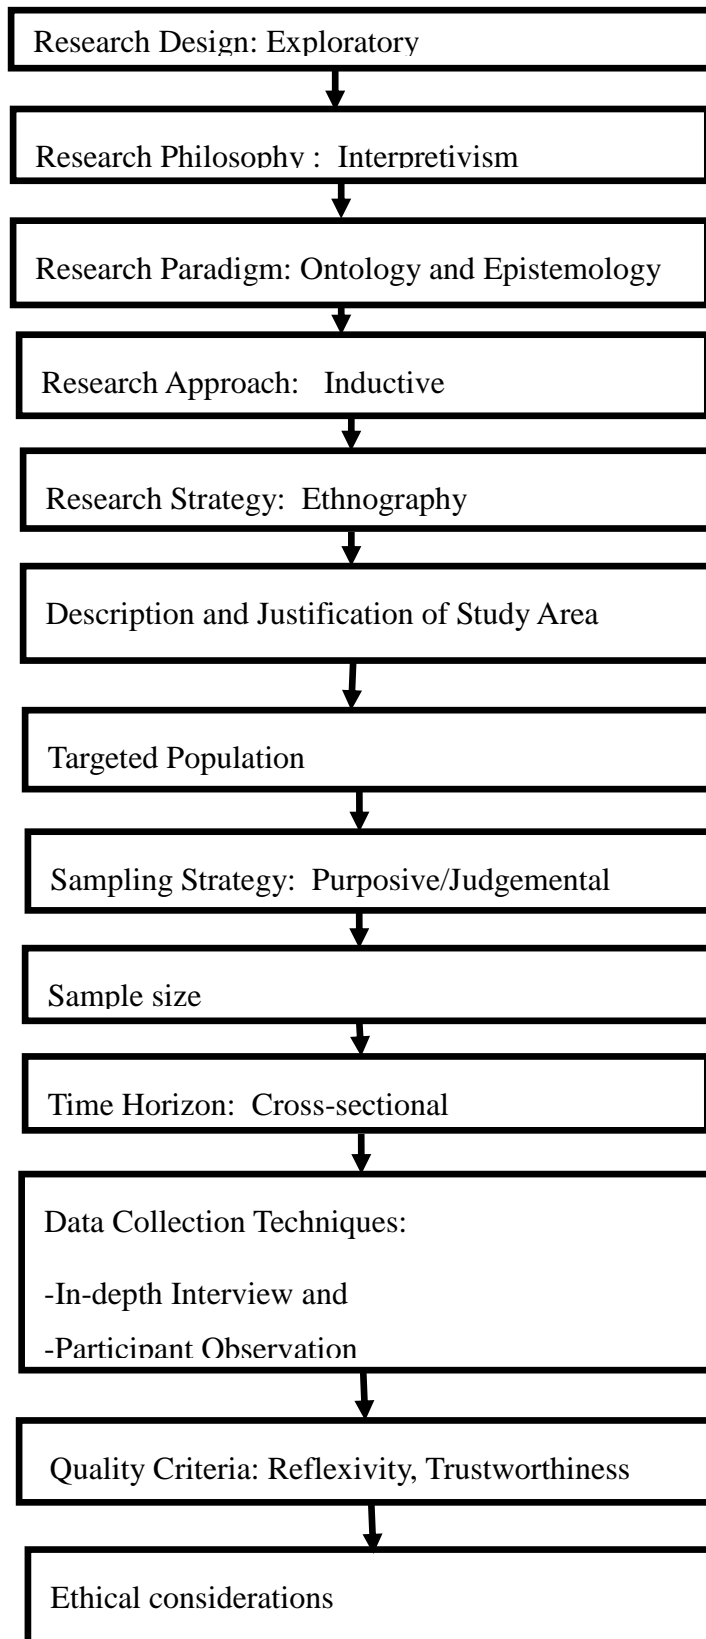 Research Design: Exploratory
Research Philosophy : Interpretivism
Research Paradigm: Ontology and Epistemology
Research Approach: Inductive
Research Strategy: Ethnography
Description and Justification of Study Area
Targeted Population
Sampling Strategy: Purposive/Judgemental
Sample size
Time Horizon: Cross-sectional
Data Collection Techniques:
-In-depth Interview and
-Participant Observation
Quality Criteria: Reflexivity, Trustworthiness
Ethical considerations